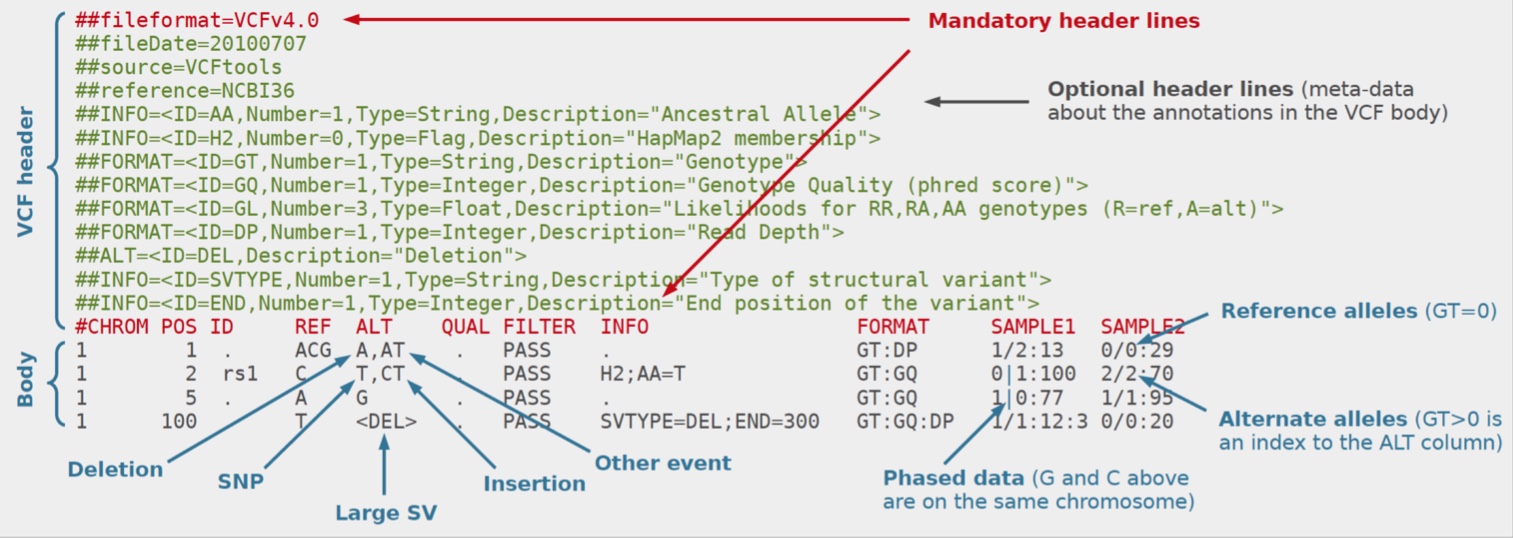 ##fileformat=VCFv4.0
Mandatory header lines
##fileDate=20100707
##source=VCFtools
##reference=NCBI36
Optional header lines (meta-data
about the annotations in the VCF body)
##INFO=<ID=AA,Number=1,Type=String,Description="Ancestral Allele">
##INFO=<ID=H2,Number=0,Type=Flag,Description="HapMap2 membership">
##FORMAT=<ID=GT,Number=1,Type=String,Description="Genotype">
##FORMAT=<ID=GQ,Number=1,Type=Integer,Description="Genotype Quality (phred score)">
##FORMAT=<ID=GL,Number=3,Type=Float,Description="Likelihoods for RR,RA,AA genotypes (R=ref,A=alt)">
##FORMAT=<ID=DP,Number=1,Type=Integer,Description="Read Depth">
##ALT=<ID=DEL,Description="Deletion">
##INFO=<ID=SVTYPE,Number=1,Type=String,Description="Type of structural variant">
##INFO=<ID=END,Number=1,Type=Integer,Description="End position of the variant">
VCF header
#CHROM POS ID REF ALT QUAL FILTER INFO FORMAT SAMPLE1 SAMPLE2
1 1 . ACG A,AT . PASS . GT:DP 1/2:13 0/0:29
1 2 rs1 C T,CT . PASS H2;AA=T GT:GQ 0|1:100 2/2:70
1 5 . A G . PASS . GT:GQ 1|0:77 1/1:95
1 100 T <DEL> . PASS SVTYPE=DEL;END=300 GT:GQ:DP 1/1:12:3 0/0:20
Body
Reference alleles (GT=0)
Alternate alleles (GT>0 is
an index to the ALT column)
Deletion
SNP
Large SV
Insertion
Other event
Phased data (G and C above
are on the same chromosome)